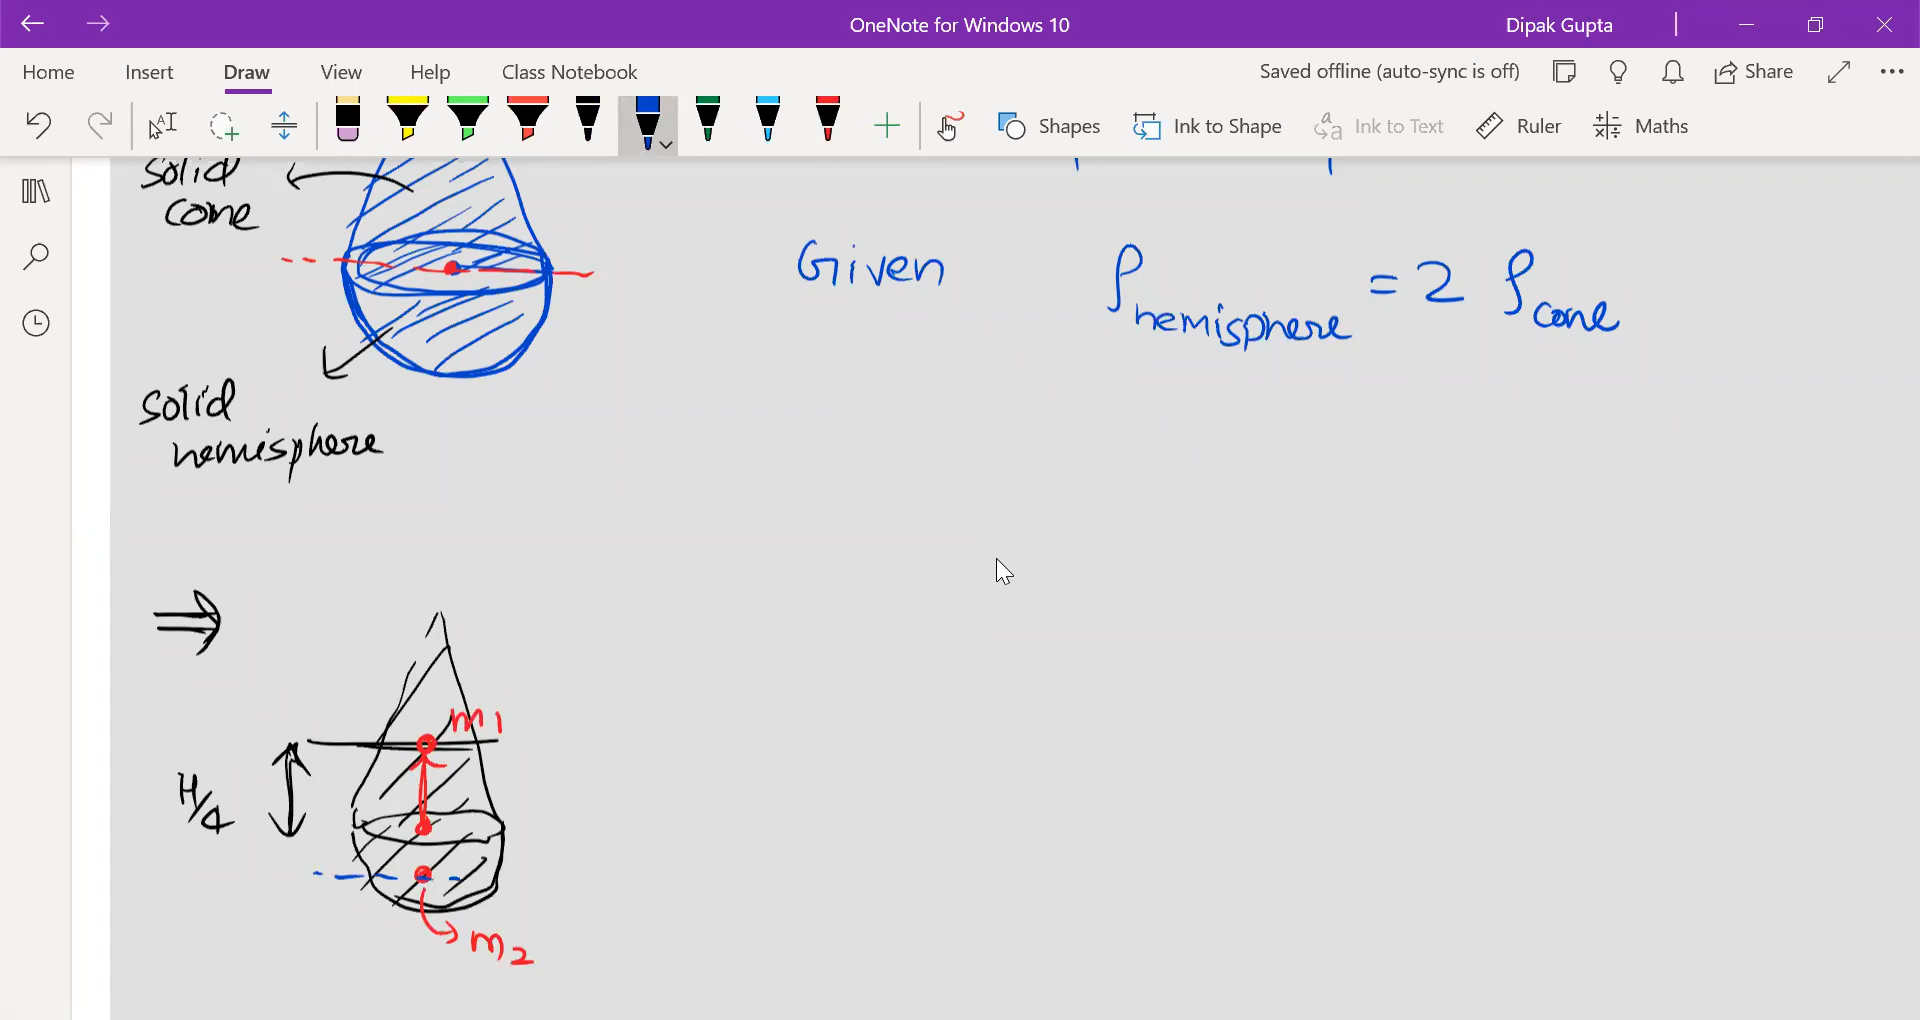 OneNote for Windows 10
Dipak Gupta
Home Insert Draw View Help Class Notebook
Saved offline (auto-sync is off) Share
Shapes Ink to Shape Ink to Text Ruler Maths
solid
cone
Given ρhemisphere = 2 ρcone
solid
hemisphere
⇒
m1
H/4
m2